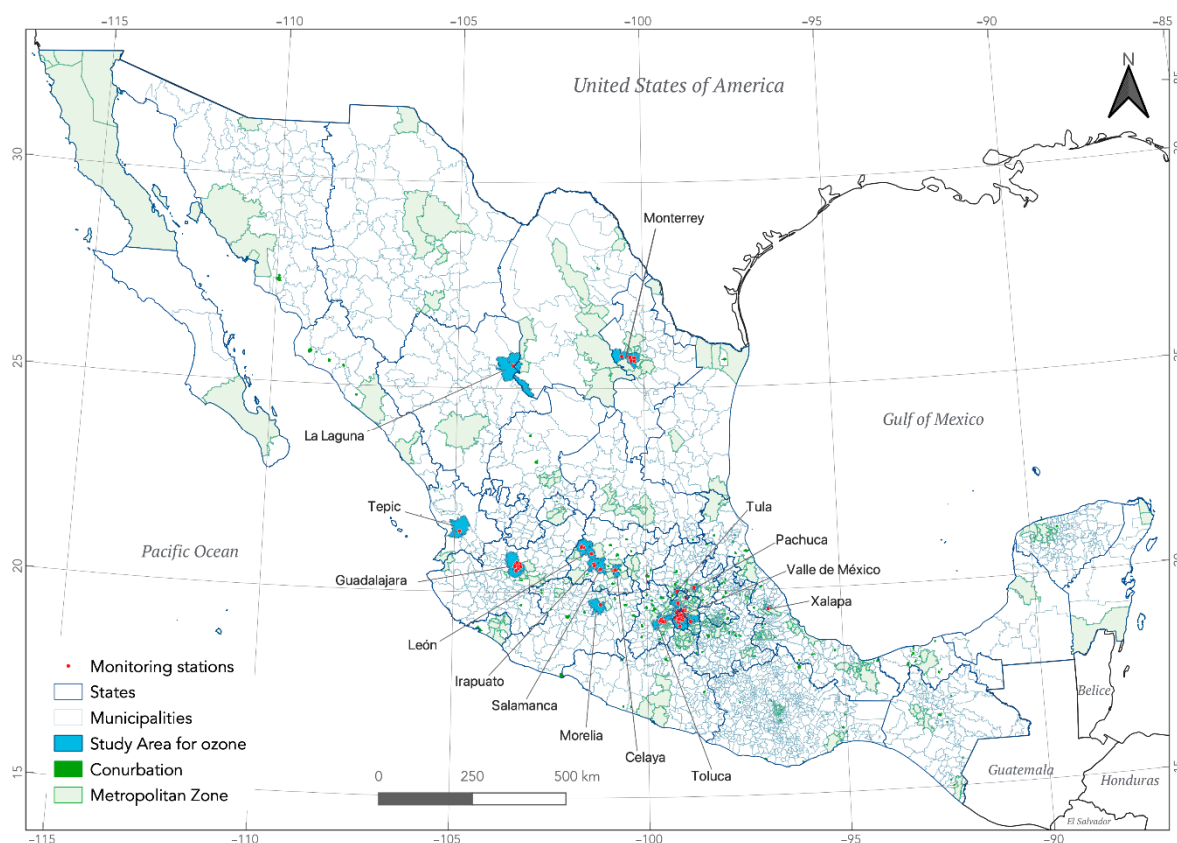 −115
−105
−100
−95
−90
−85
N
United States of America
30
Monterrey
25
25
Gulf of Mexico
La Laguna
Tepic
Tula
Pachuca
Pacific Ocean
20
20
Guadalajara
Valle de México
Xalapa
León
Monitoring stations
Irapuato
States
Salamanca
Municipalities
Belice
Study Area for ozone
Morelia
Celaya
Conurbation
Toluca
15
15
0 250 500 km
Guatemala
Honduras
Metropolitan Zone
El Salvador
−115
−110
−105
−100
−95
−90